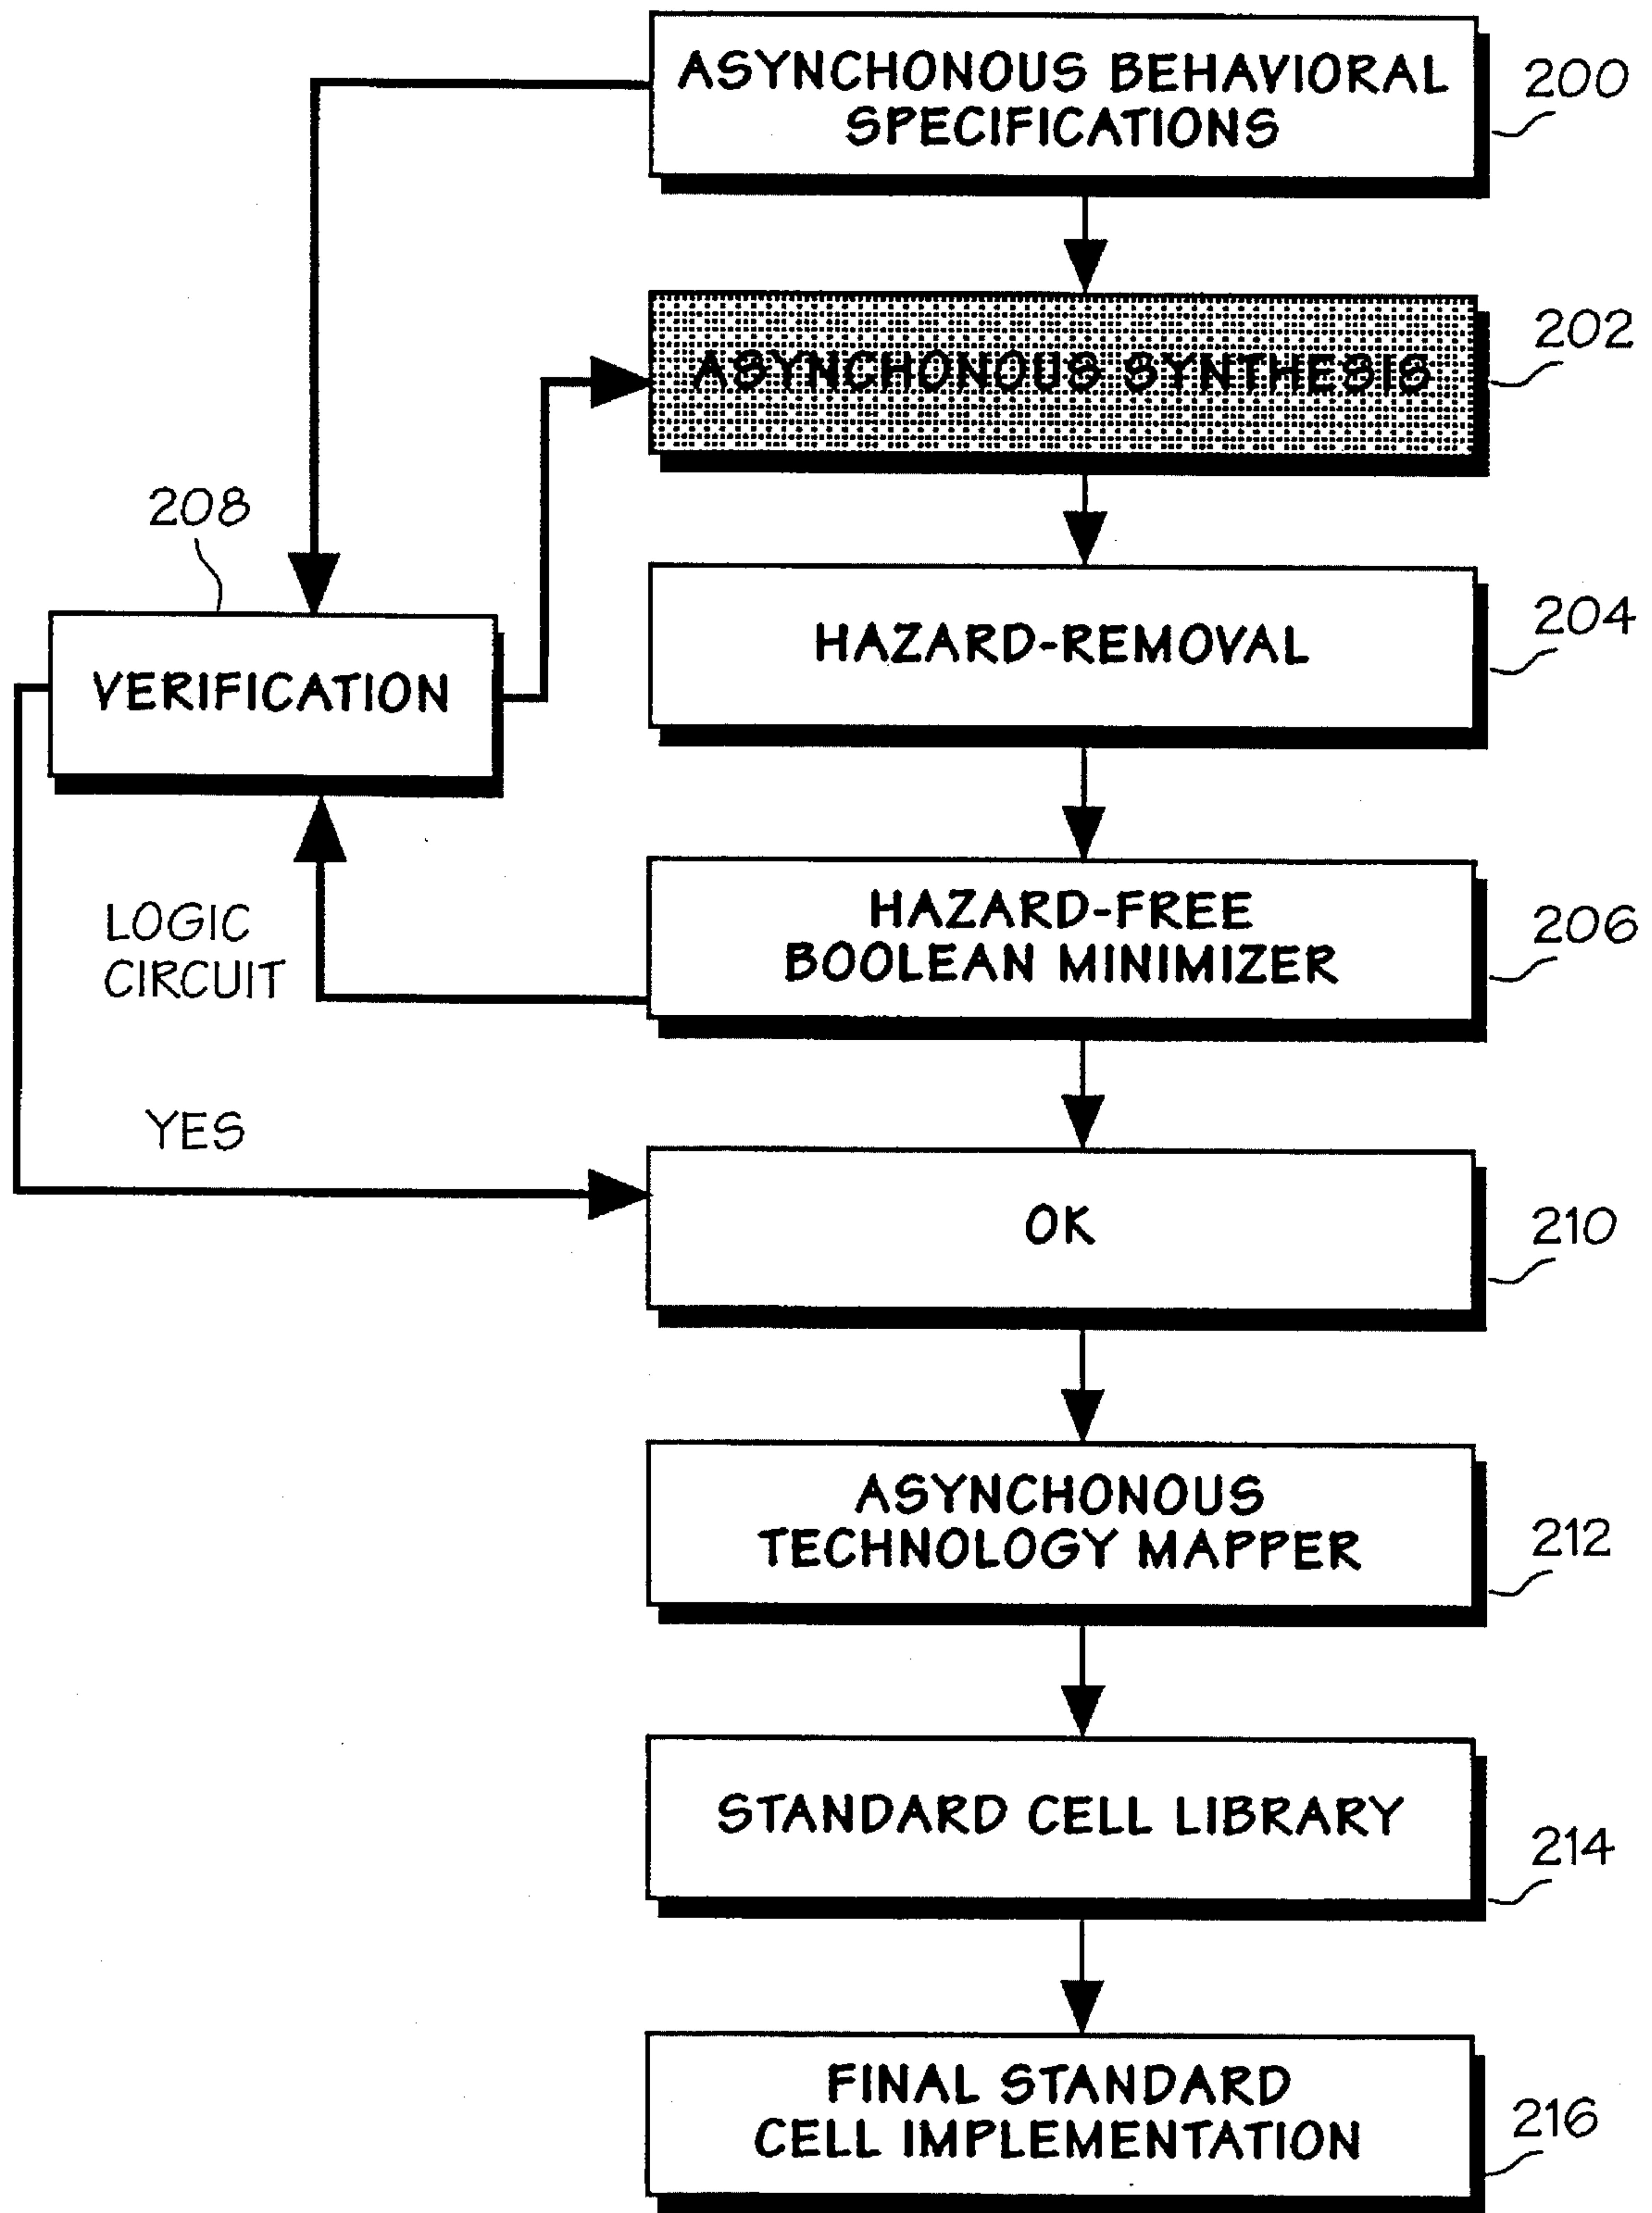 ASYNCHONOUS BEHAVIORAL
SPECIFICATIONS
200
ASYNCHONOUS SYNTHESIS
202
208
VERIFICATION
HAZARD-REMOVAL
204
LOGIC
CIRCUIT
HAZARD-FREE
BOOLEAN MINIMIZER
206
YES
OK
210
ASYNCHONOUS
TECHNOLOGY MAPPER
212
STANDARD CELL LIBRARY
214
FINAL STANDARD
CELL IMPLEMENTATION
216